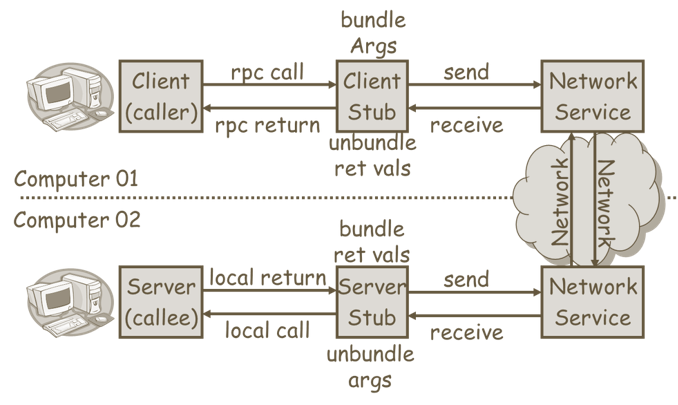 bundle
Args
Client
(caller)
rpc call
rpc return
Client
Stub
send
receive
Network
Service
unbundle
ret vals
Computer 01
Network
Network
Computer 02
bundle
ret vals
Server
(callee)
local return
local call
Server
Stub
send
receive
Network
Service
unbundle
args